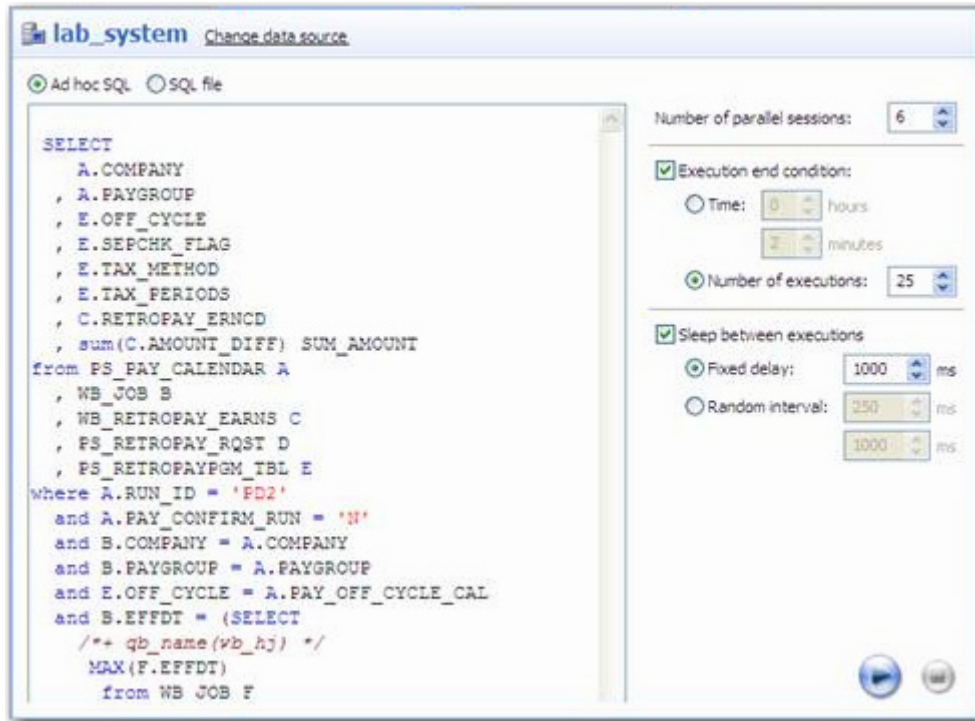 lab_system Change data source
Ad hoc SQL SQL file
SELECT
A.COMPANY
, A.PAYGROUP
, E.OFF_CYCLE
, E.SEPCHK_FLAG
, E.TAX_METHOD
, E.TAX_PERIODS
, C.RETROPAY_ERNCD
, sum(C.AMOUNT_DIFF) SUM_AMOUNT
from PS_PAY_CALENDAR A
, WB_JOB B
, WB_RETROPAY_EARNS C
, PS_RETROPAY_RQST D
, PS_RETROPAYPGM_TBL E
where A.RUN_ID = 'PD2'
and A.PAY_CONFIRM_RUN = 'N'
and B.COMPANY = A.COMPANY
and B.PAYGROUP = A.PAYGROUP
and E.OFF_CYCLE = A.PAY_OFF_CYCLE_CAL
and B.EFFDT = (SELECT
/*+ qb_name(wb_hj) */
MAX(F.EFFDT)
from WB_JOB F
Number of parallel sessions: 6
Execution end condition:
Time: 0 hours
2 minutes
Number of executions: 25
Sleep between executions
Fixed delay: 1000 ms
Random interval: 250 ms
1000 ms